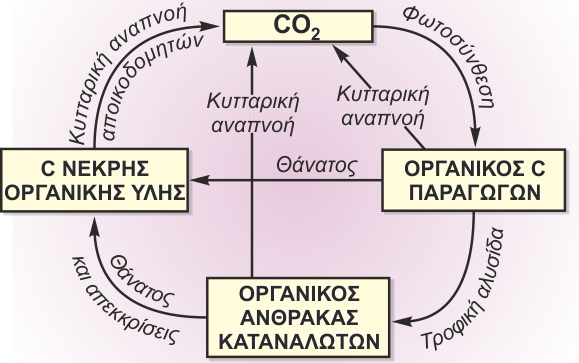 CO2
Φωτοσύνθεση
Κυτταρική αναπνοή
αποικοδομητών
Κυτταρική
αναπνοή
Κυτταρική
αναπνοή
C ΝΕΚΡΗΣ
ΟΡΓΑΝΙΚΗΣ ΥΛΗΣ
Θάνατος
ΟΡΓΑΝΙΚΟΣ C
ΠΑΡΑΓΩΓΩΝ
Θάνατος
και απεκκρίσεις
ΟΡΓΑΝΙΚΟΣ
ΑΝΘΡΑΚΑΣ
ΚΑΤΑΝΑΛΩΤΩΝ
Τροφική αλυσίδα